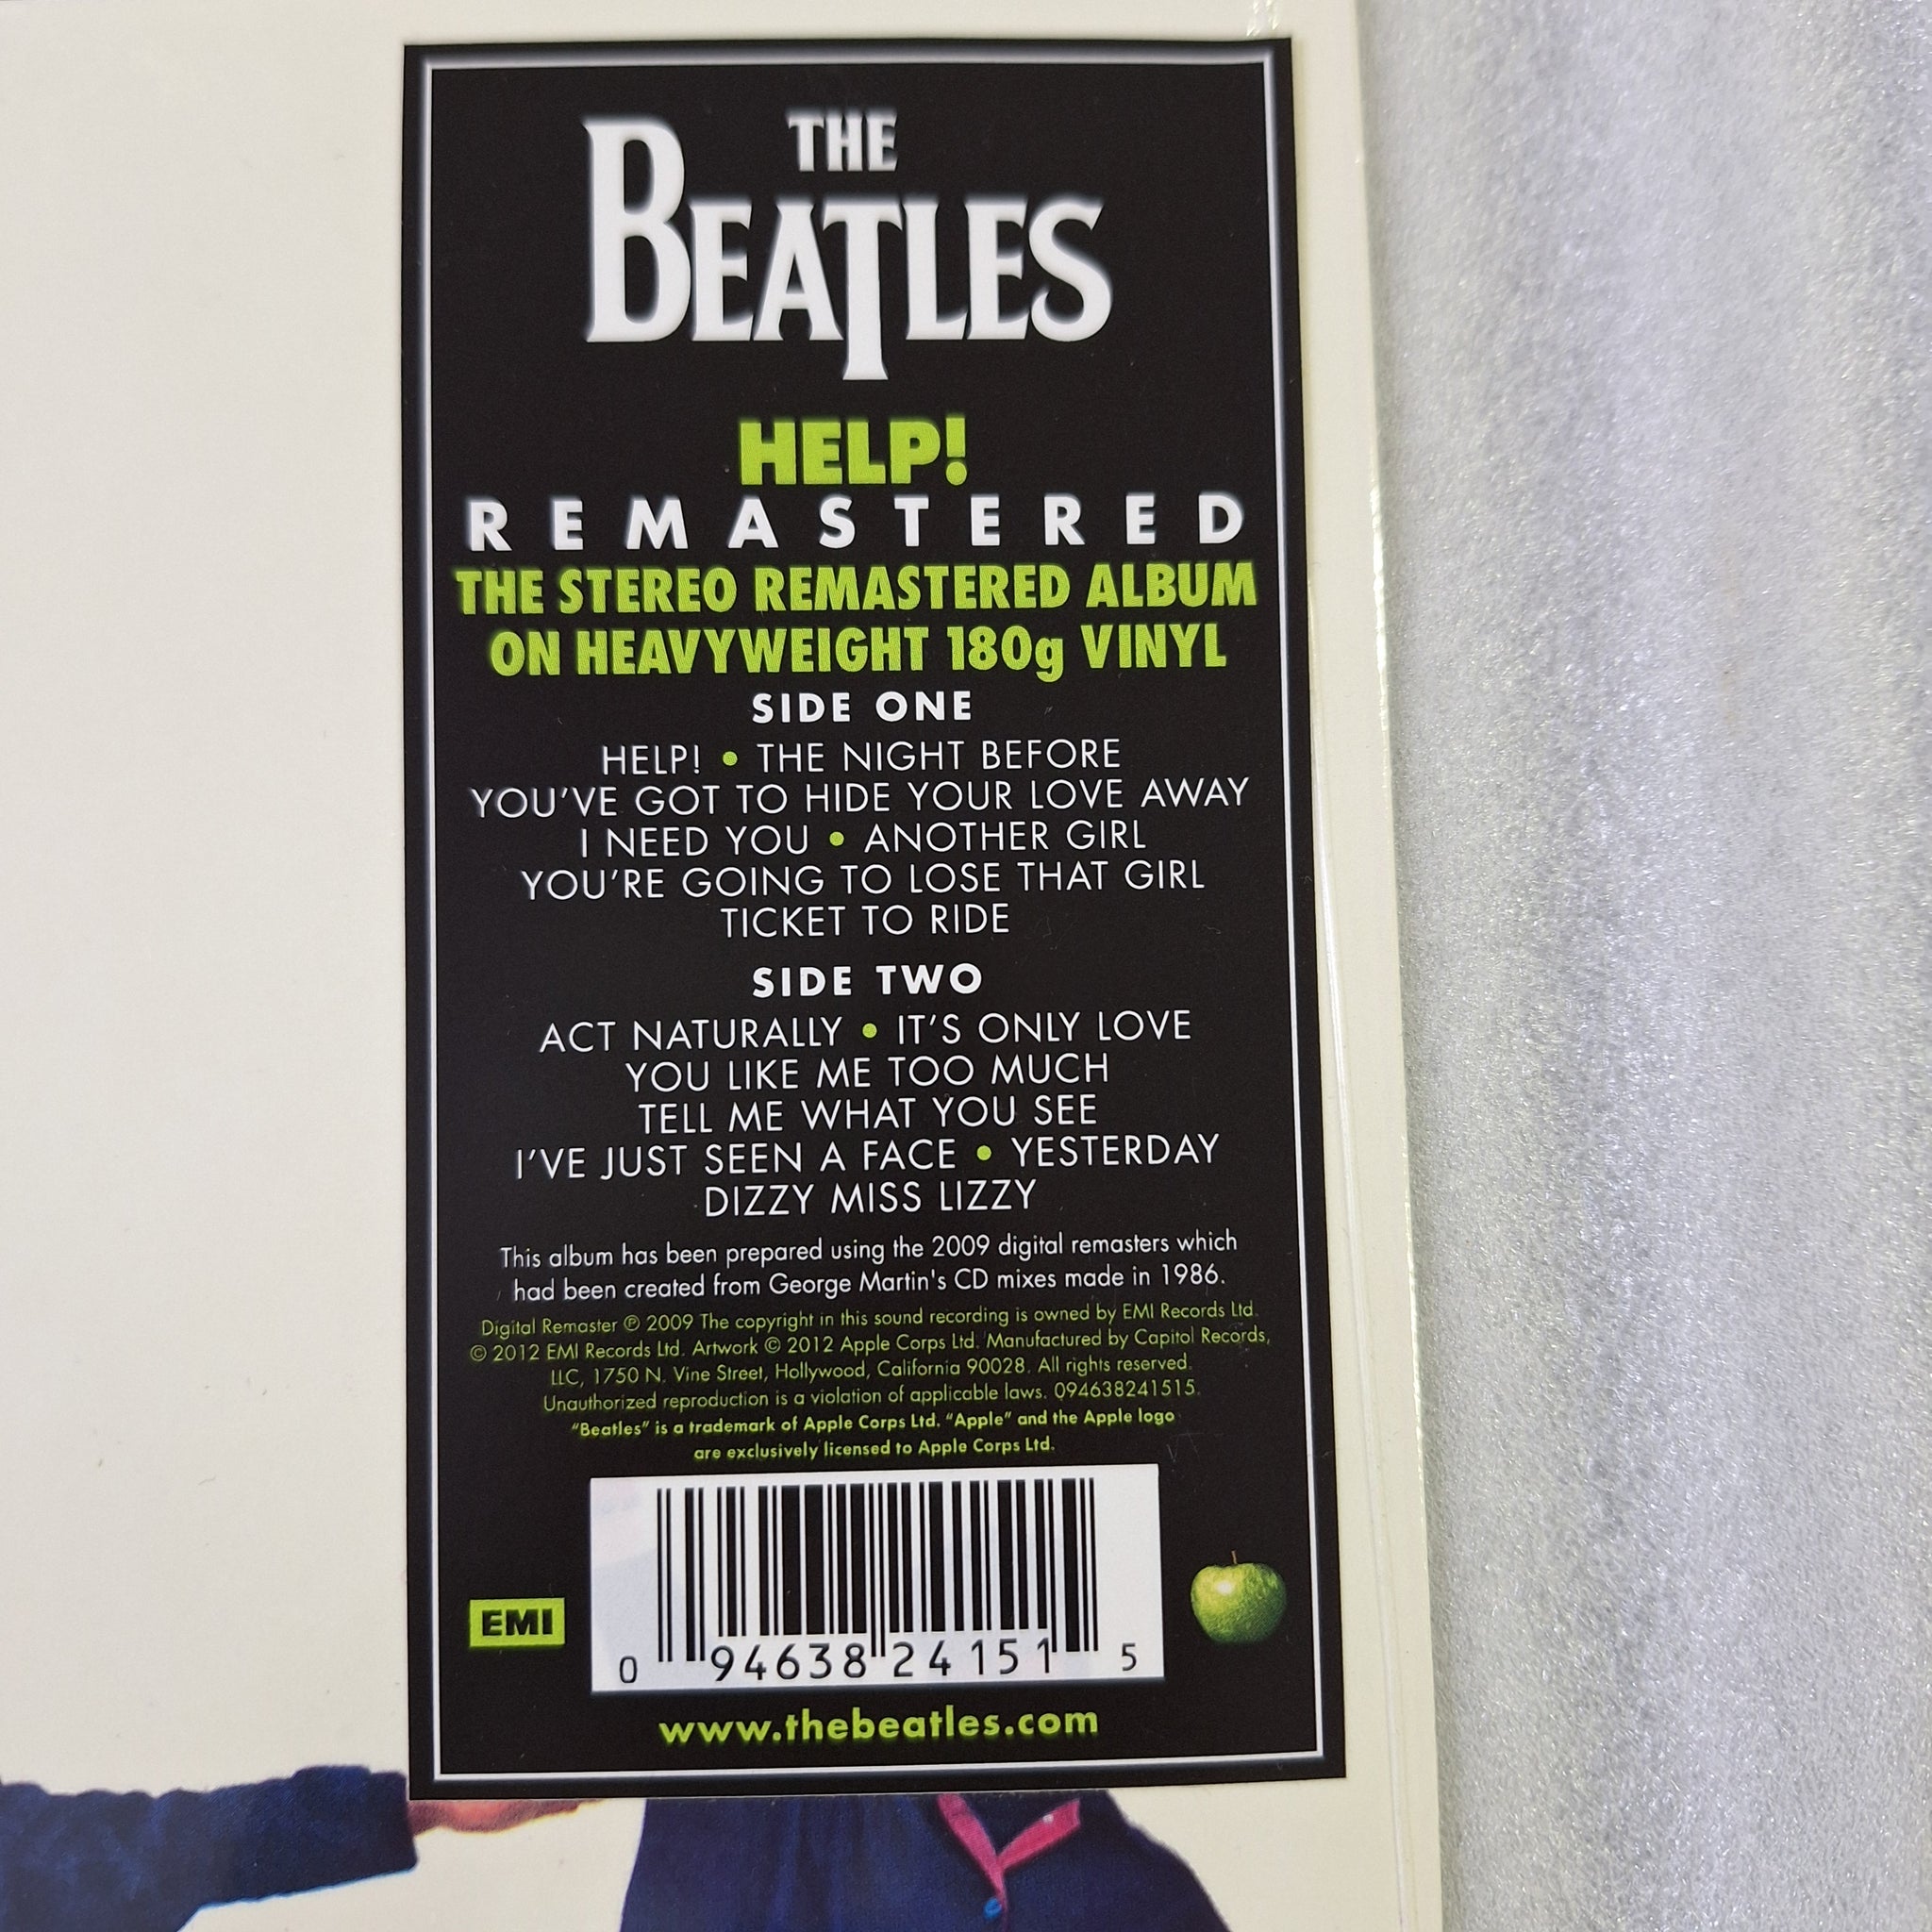 THE
BEATLES
HELP!
REMASTERED
THE STEREO REMASTERED ALBUM
ON HEAVYWEIGHT 180g VINYL
SIDE ONE
HELP! • THE NIGHT BEFORE
YOU'VE GOT TO HIDE YOUR LOVE AWAY
I NEED YOU • ANOTHER GIRL
YOU'RE GOING TO LOSE THAT GIRL
TICKET TO RIDE
SIDE TWO
ACT NATURALLY • IT'S ONLY LOVE
YOU LIKE ME TOO MUCH
TELL ME WHAT YOU SEE
I'VE JUST SEEN A FACE • YESTERDAY
DIZZY MISS LIZZY
This album has been prepared using the 2009 digital remasters which
had been created from George Martin's CD mixes made in 1986.
Digital Remaster ℗ 2009 The copyright in this sound recording is owned by EMI Records Ltd.
© 2012 EMI Records Ltd. Artwork © 2012 Apple Corps Ltd. Manufactured by Capitol Records,
LLC, 1750 N. Vine Street, Hollywood, California 90028. All rights reserved.
Unauthorized reproduction is a violation of applicable laws. 094638241515.
"Beatles" is a trademark of Apple Corps Ltd. "Apple" and the Apple logo
are exclusively licensed to Apple Corps Ltd.
EMI
0 94638 24151 5
www.thebeatles.com